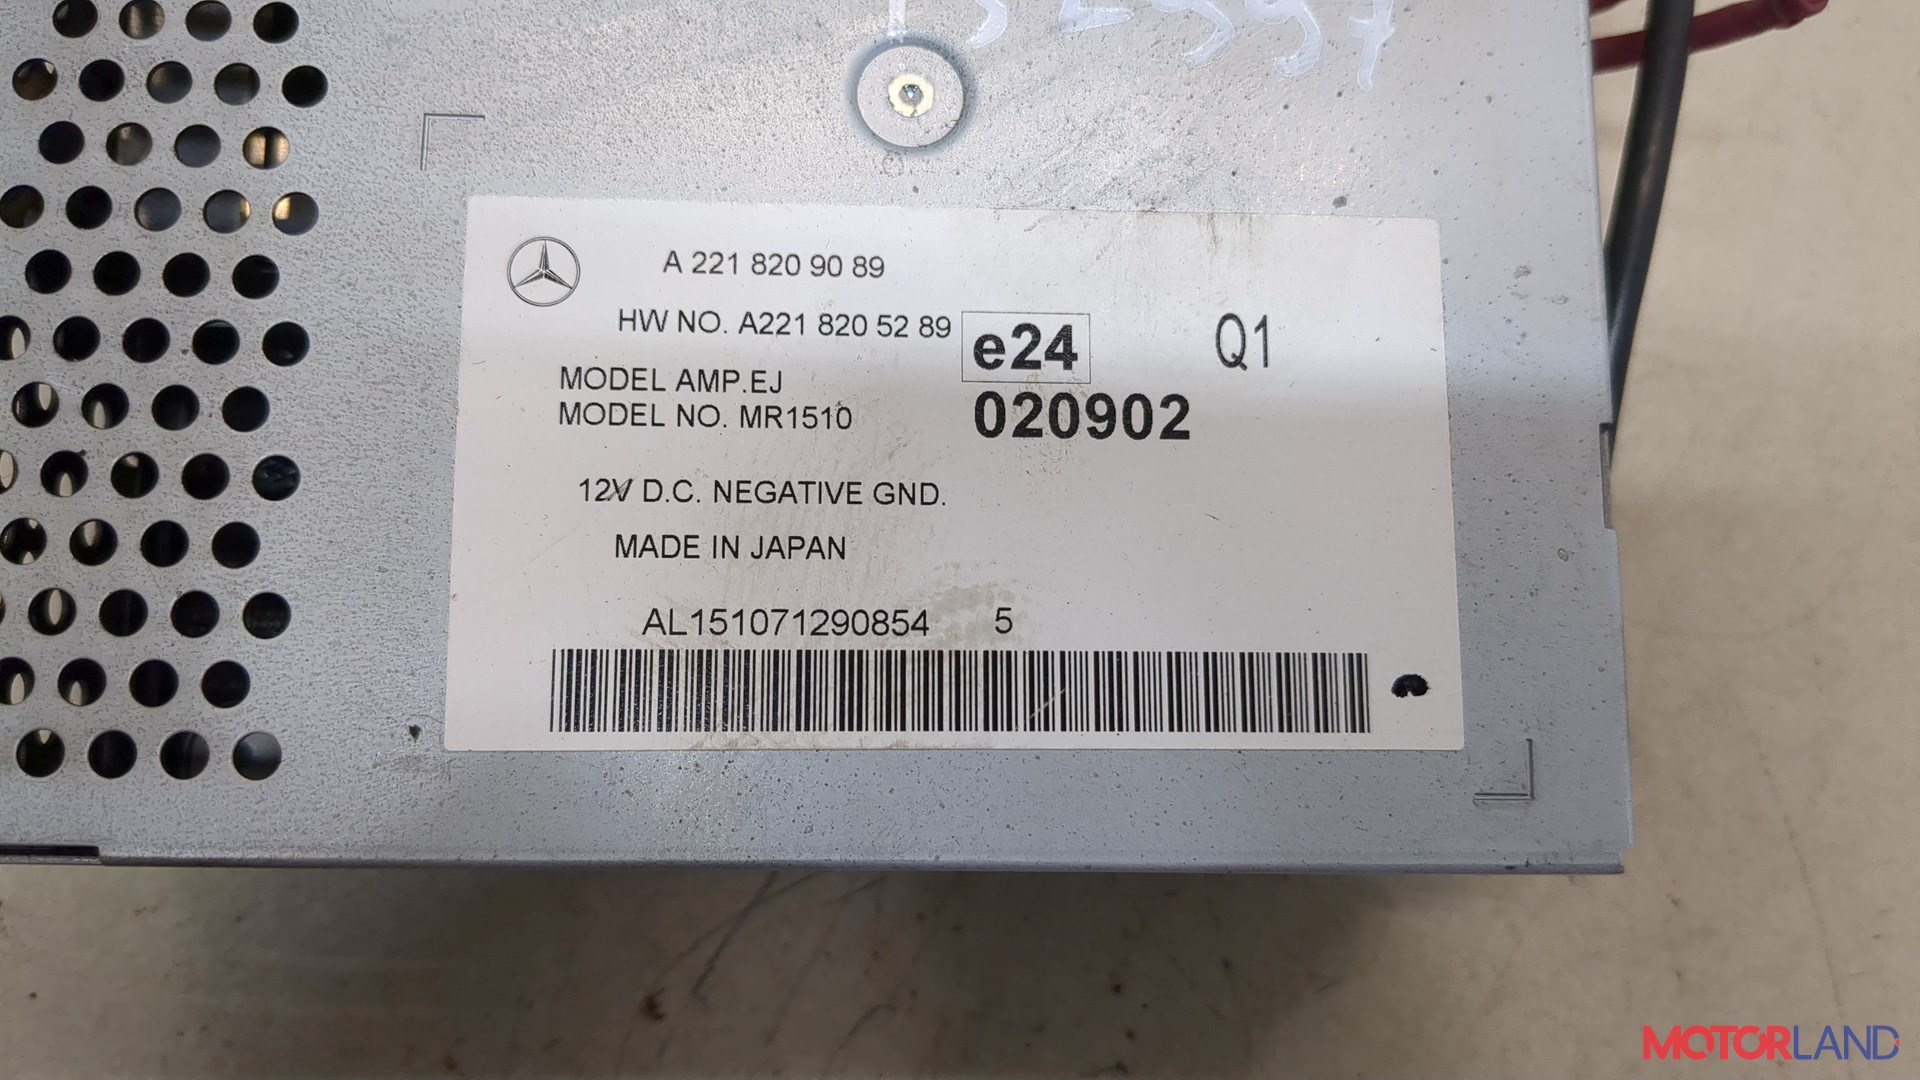 A 221 820 90 89
HW NO. A221 820 52 89
e24
Q1
MODEL AMP.EJ
MODEL NO. MR1510
020902
12V D.C. NEGATIVE GND.
MADE IN JAPAN
AL151071290854 5
MOTORLAND